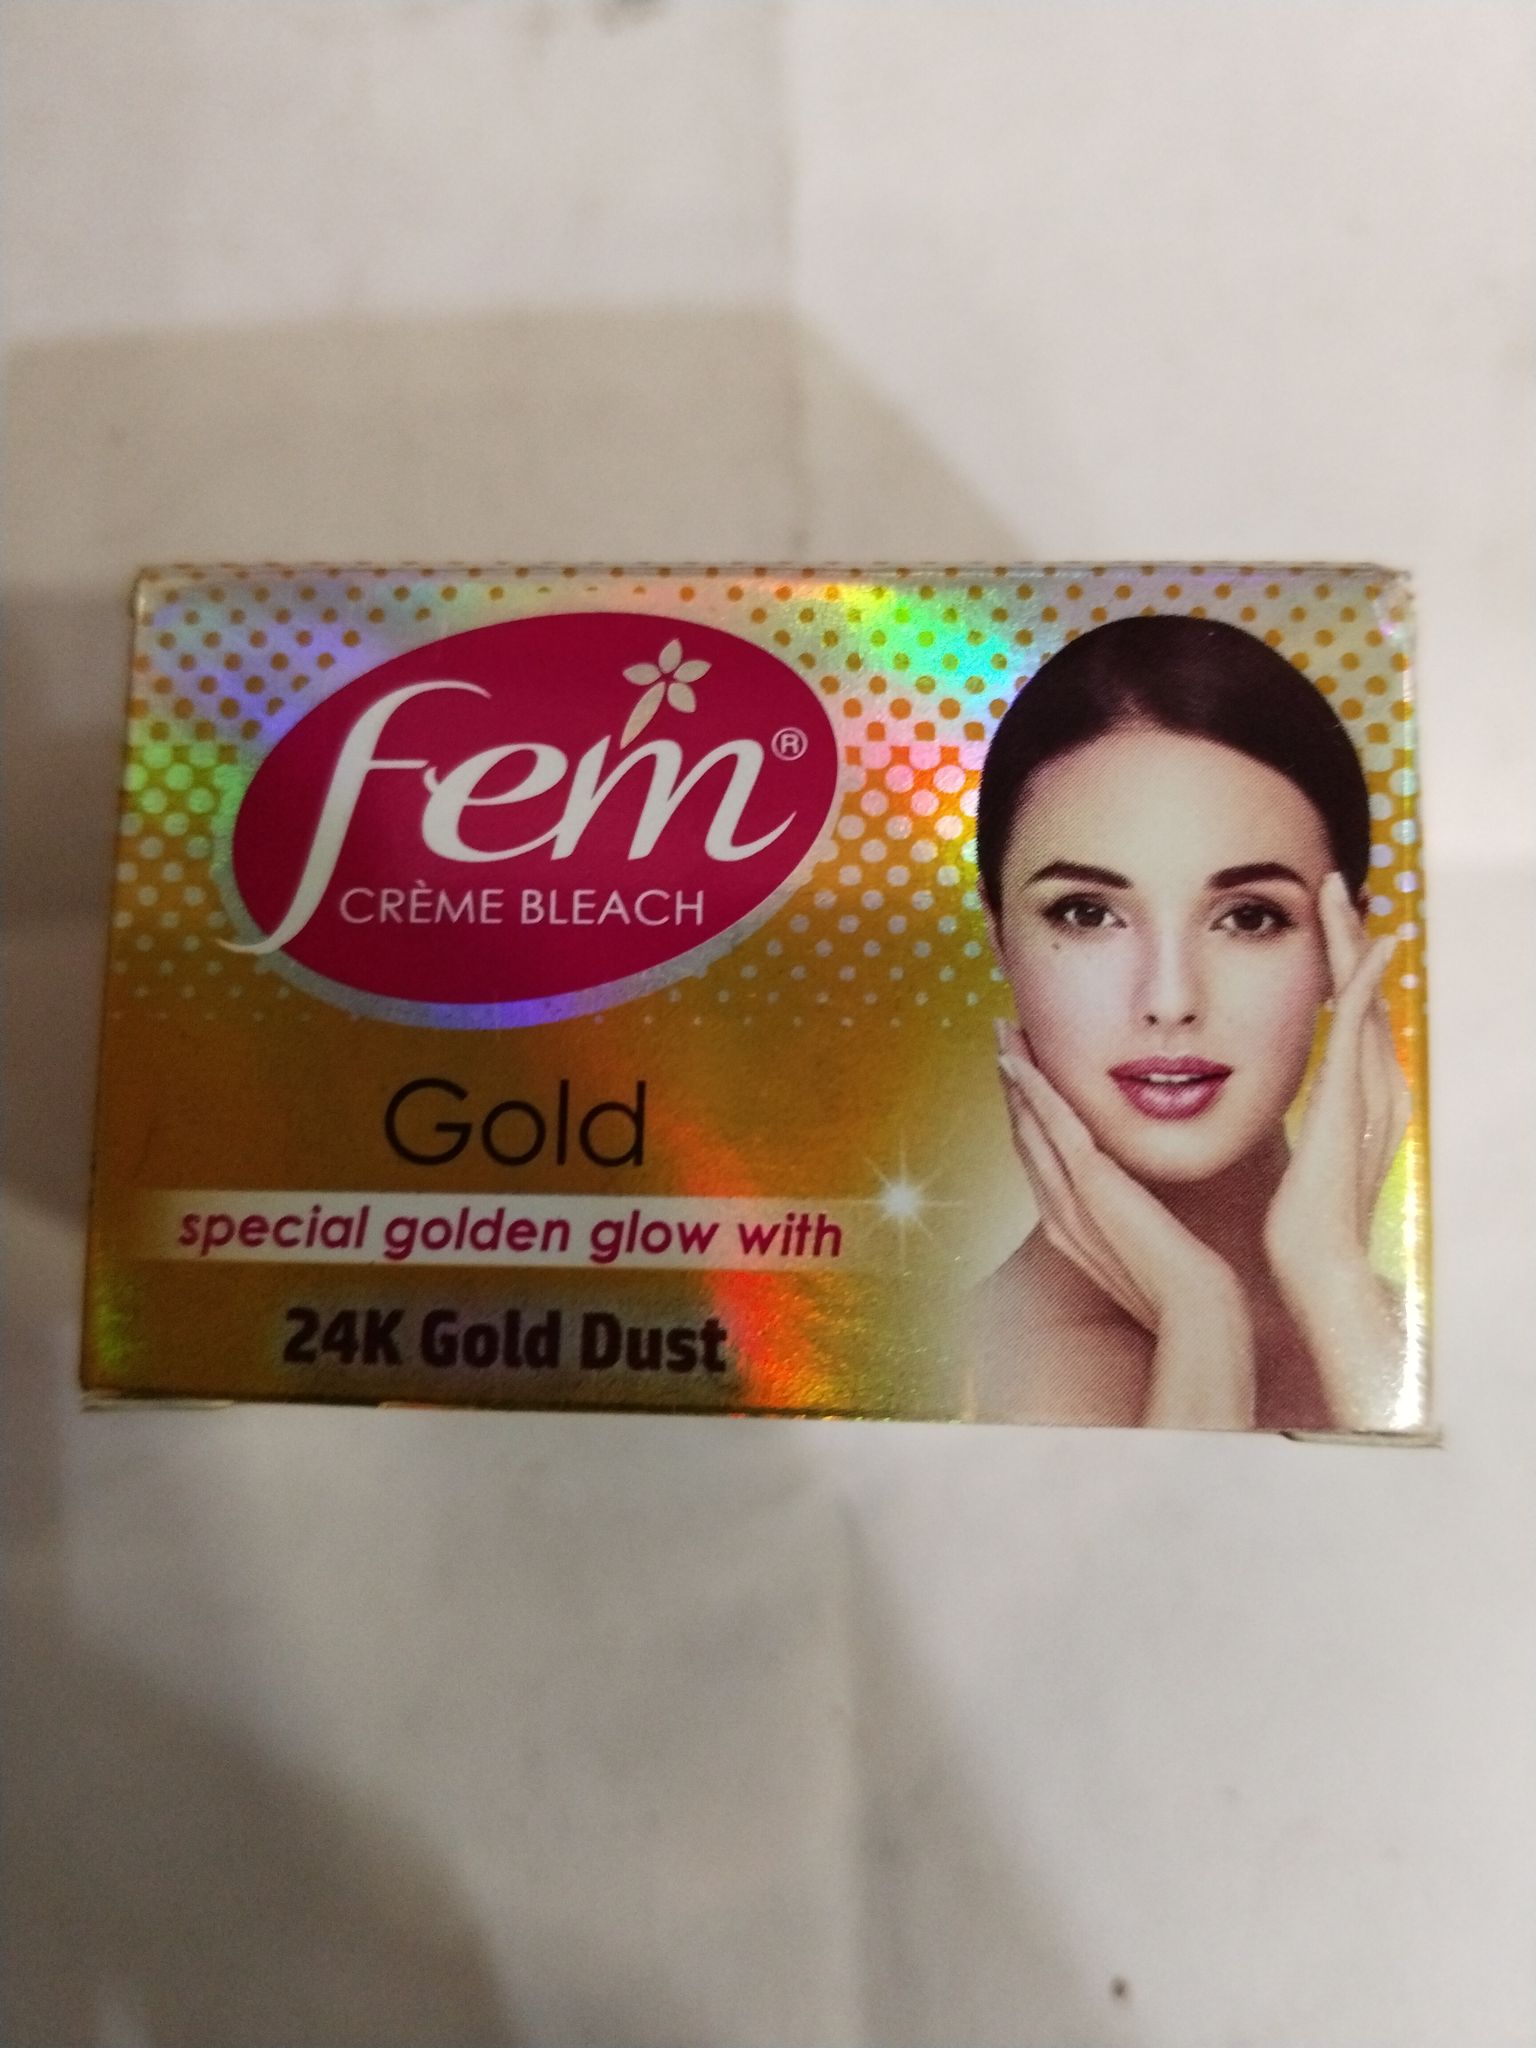 fem®
CRÈME BLEACH
Gold
special golden glow with
24K Gold Dust